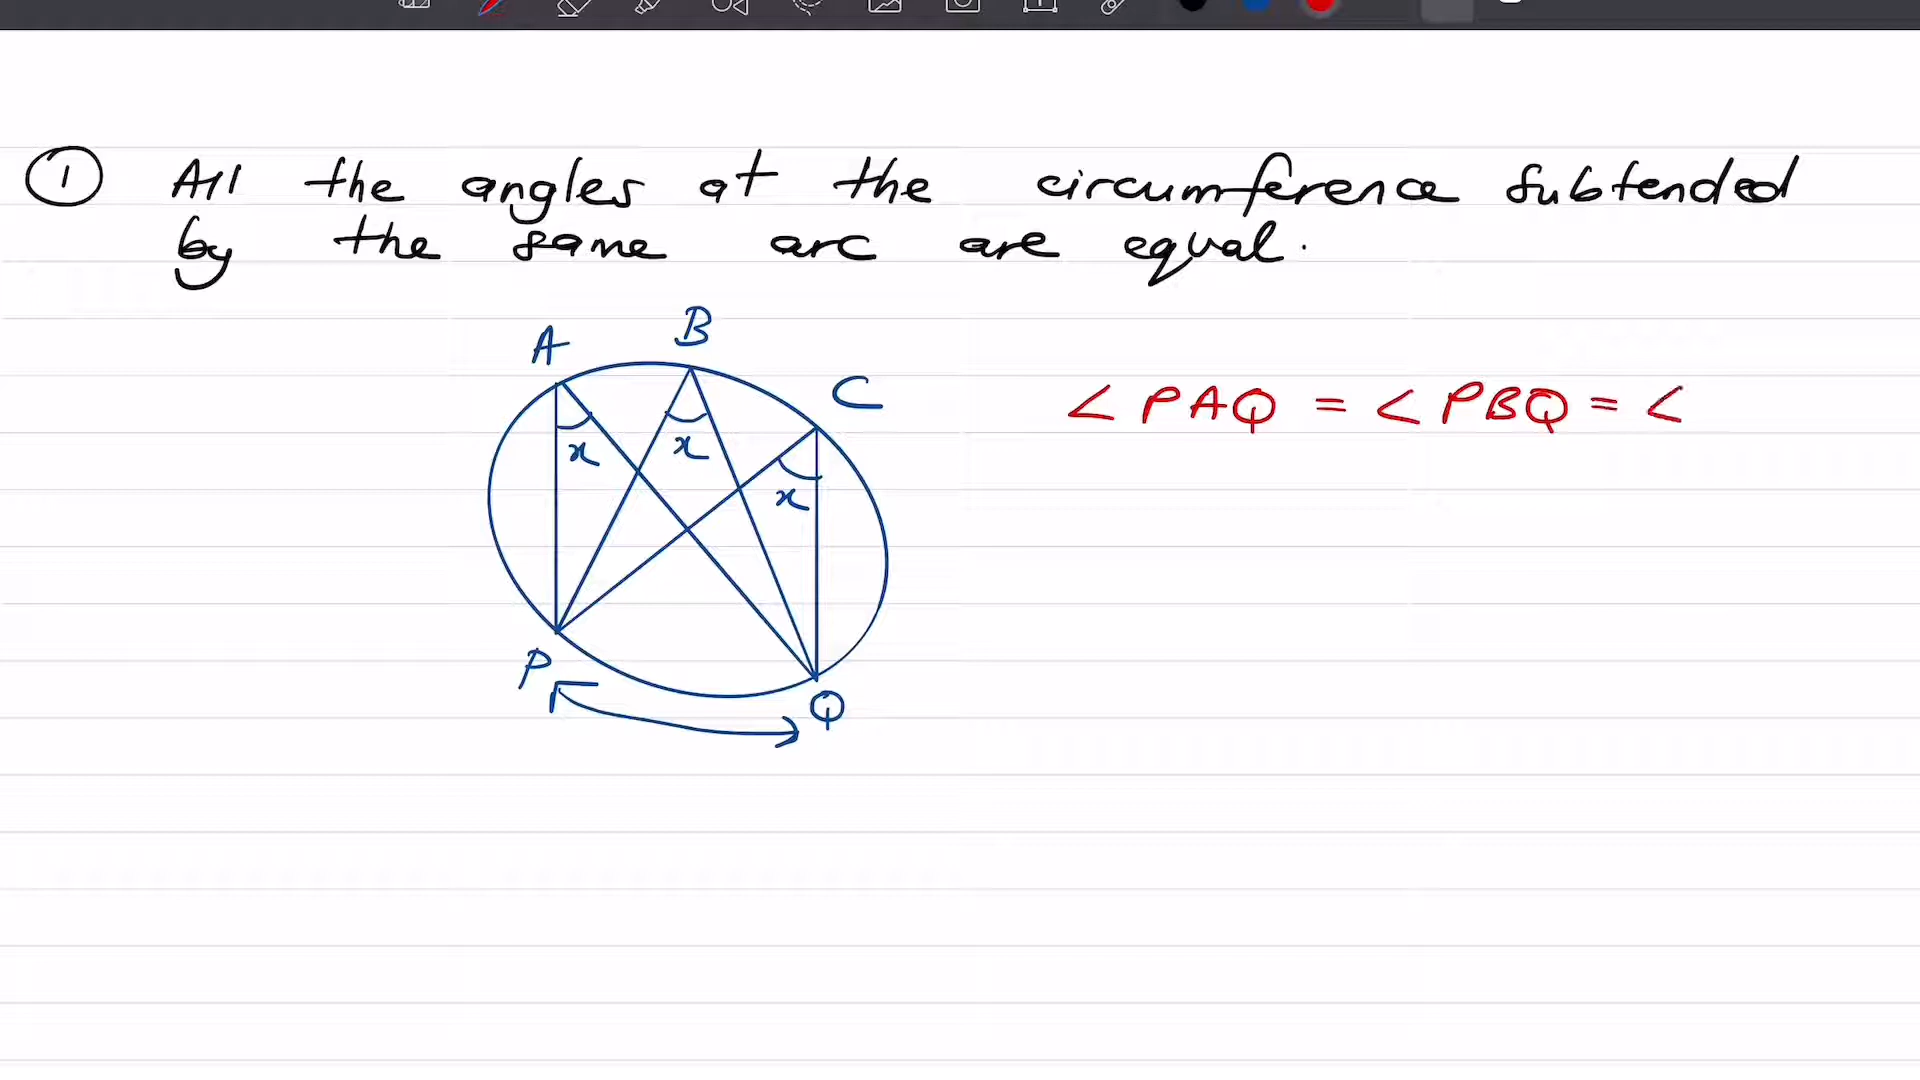 ① All the angles at the circumference subtended
by the same arc are equal.
A
B
C
∠PAQ = ∠PBQ = ∠
x
x
x
P
Q